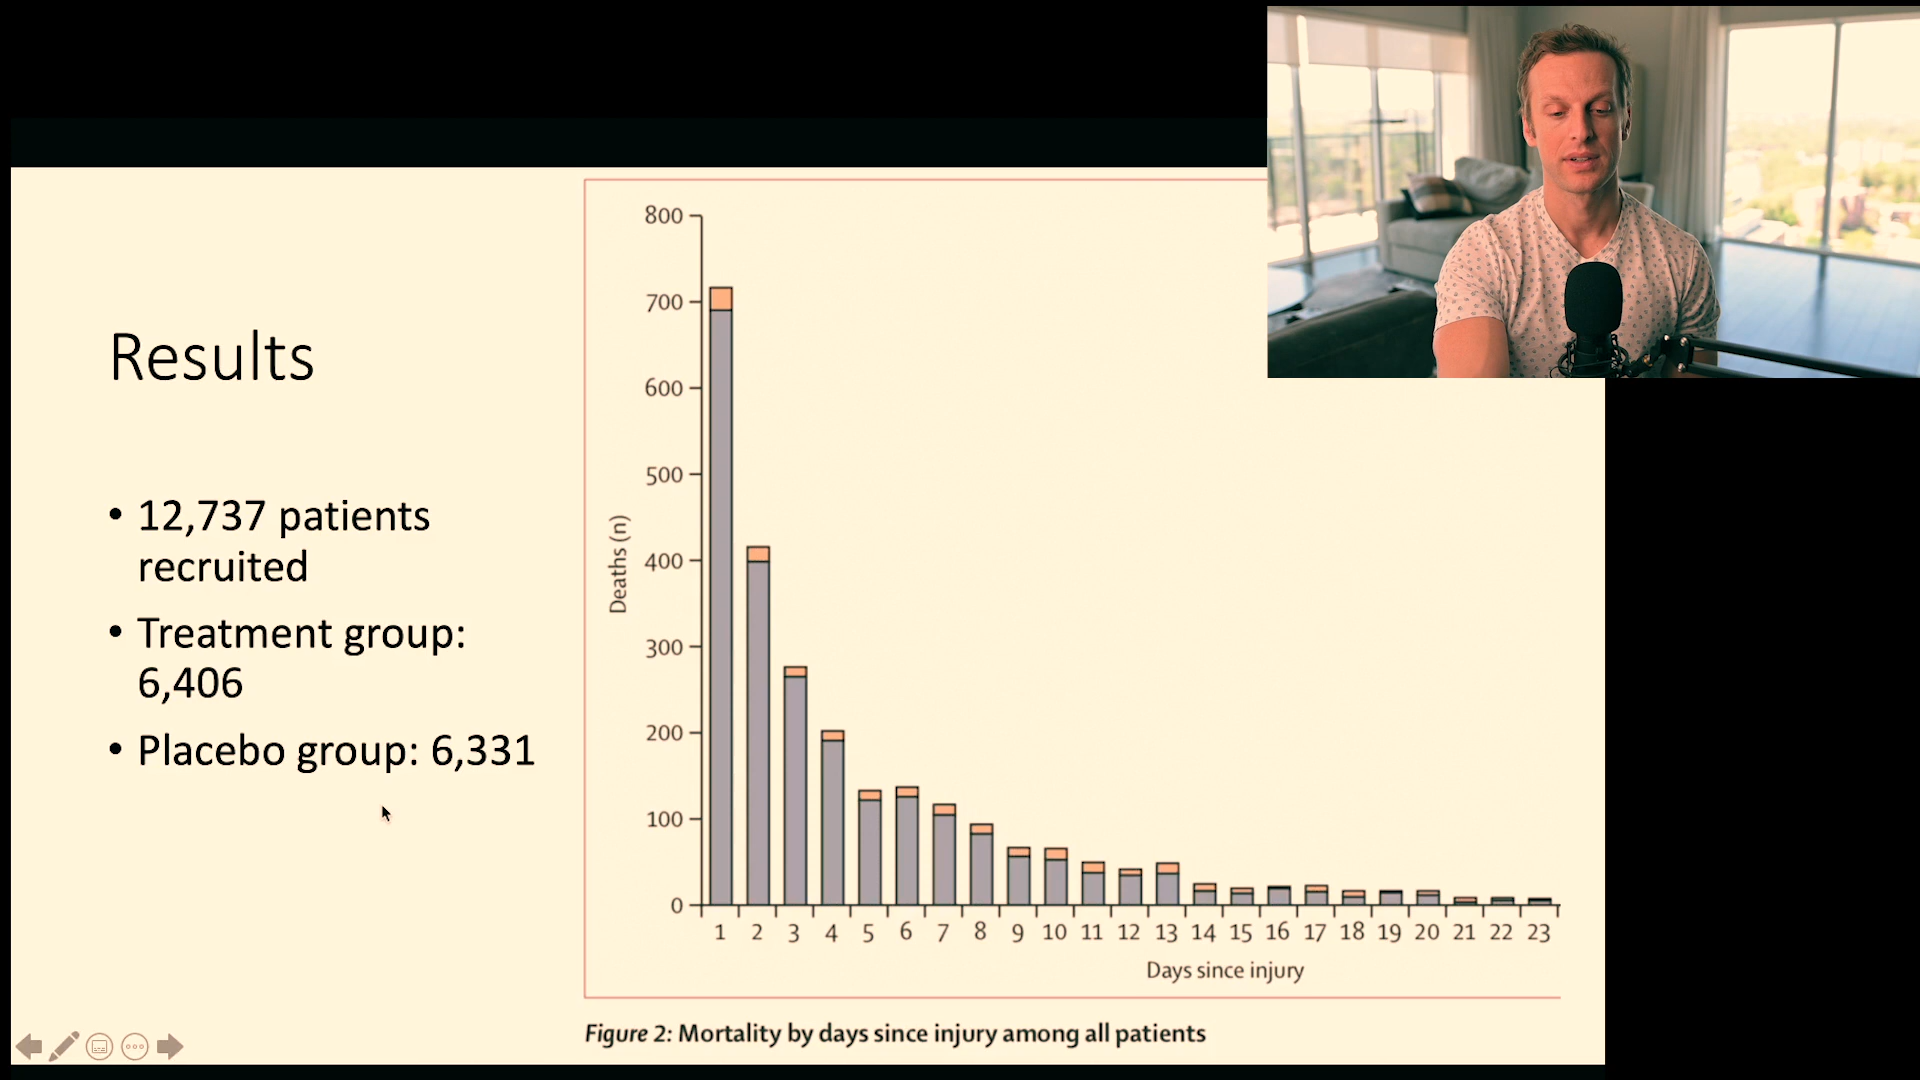 Results
• 12,737 patients
recruited
• Treatment group:
6,406
• Placebo group: 6,331
800
700
600
500
400
300
200
100
0
Deaths (n)
1 2 3 4 5 6 7 8 9 10 11 12 13 14 15 16 17 18 19 20 21 22 23
Days since injury
Figure 2: Mortality by days since injury among all patients